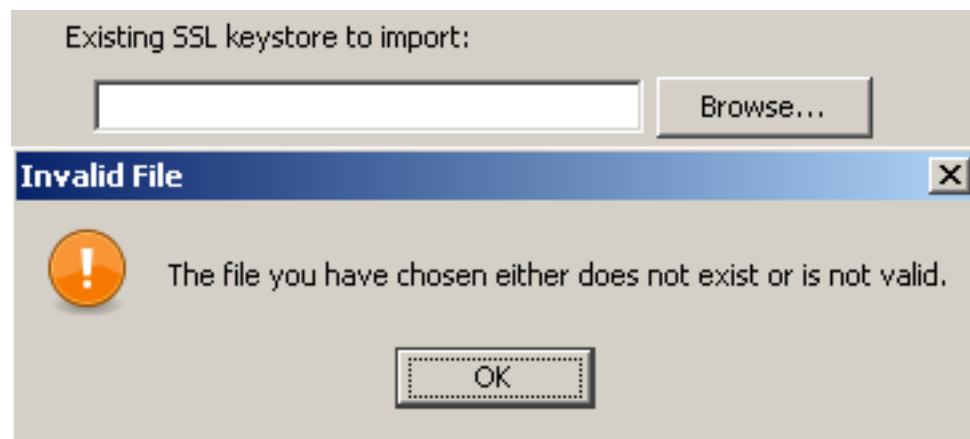 Existing SSL keystore to import:
Browse...
Invalid File
The file you have chosen either does not exist or is not valid.
OK